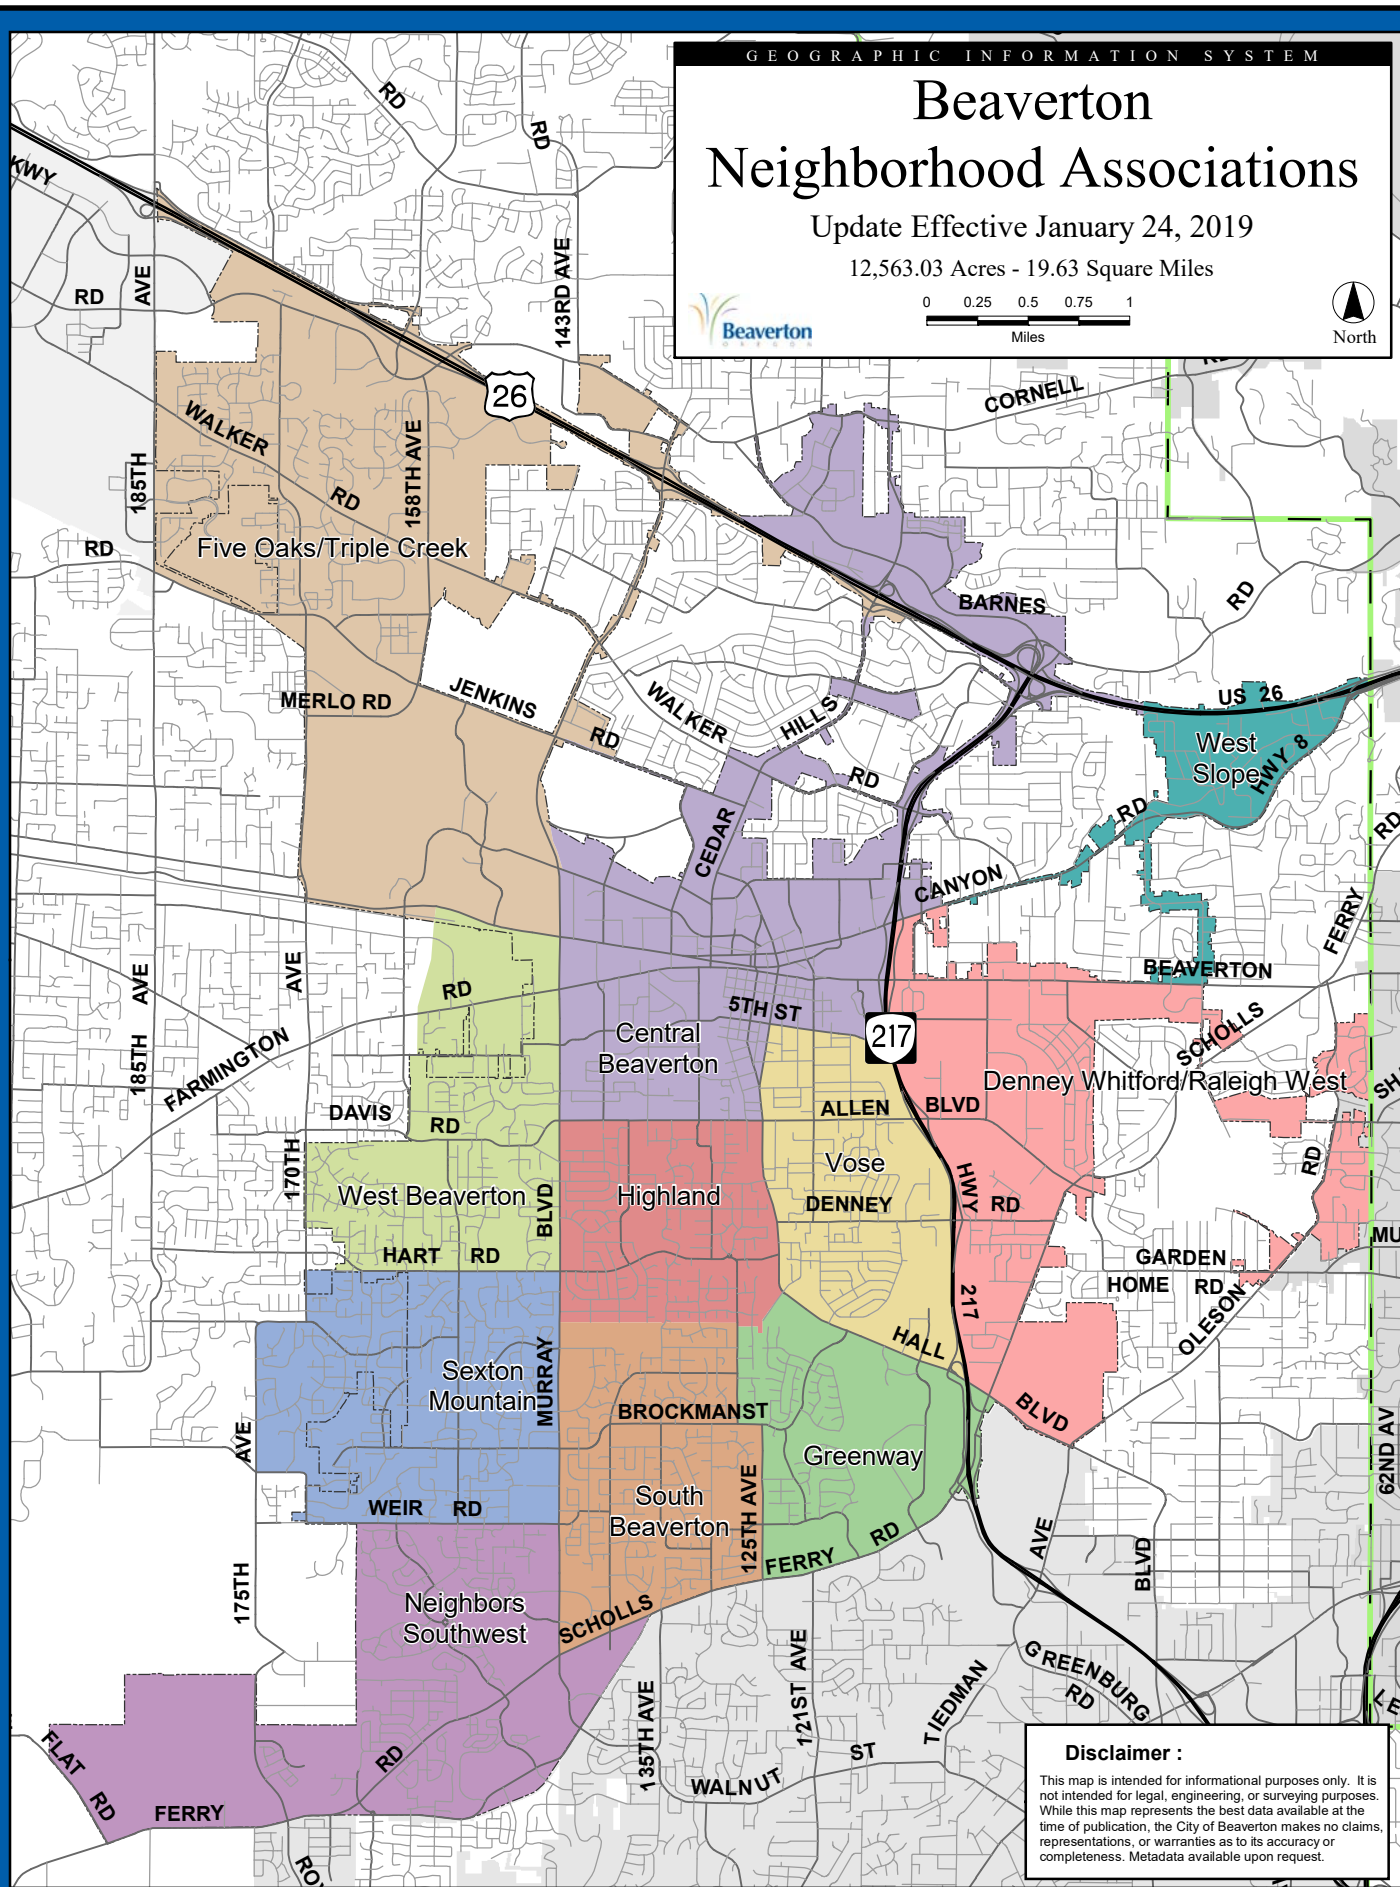 GEOGRAPHIC INFORMATION SYSTEM
Beaverton
Neighborhood Associations
Update Effective January 24, 2019
12,563.03 Acres - 19.63 Square Miles
0 0.25 0.5 0.75 1
Miles
Beaverton
OREGON
North
RD
RD
KWY
RD
AVE
143RD AVE
26
CORNELL
WALKER
RD
158TH AVE
185TH
RD
Five Oaks/Triple Creek
BARNES
RD
MERLO RD
JENKINS
RD
WALKER
HILLS
RD
CEDAR
US 26
West
Slope
HWY 8
RD
RD
CANYON
FERRY
BEAVERTON
SCHOLLS
AVE
185TH
AVE
RD
FARMINGTON
5TH ST
217
Central
Beaverton
Denney Whitford/Raleigh West
DAVIS
RD
ALLEN
BLVD
170TH
West Beaverton
BLVD
Highland
Vose
DENNEY
HWY
RD
RD
HART RD
217
GARDEN
HOME RD
OLESON
MU
HALL
BLVD
Sexton
Mountain
MURRAY
BROCKMANST
Greenway
AVE
WEIR RD
South
Beaverton
125TH AVE
FERRY
RD
AVE
BLVD
62ND AV
175TH
Neighbors
Southwest
SCHOLLS
135TH AVE
121ST AVE
TIEDMAN
GREENBURG
RD
ST
WALNUT
FLAT
RD
FERRY
RD
Disclaimer :
This map is intended for informational purposes only. It is
not intended for legal, engineering, or surveying purposes.
While this map represents the best data available at the
time of publication, the City of Beaverton makes no claims,
representations, or warranties as to its accuracy or
completeness. Metadata available upon request.